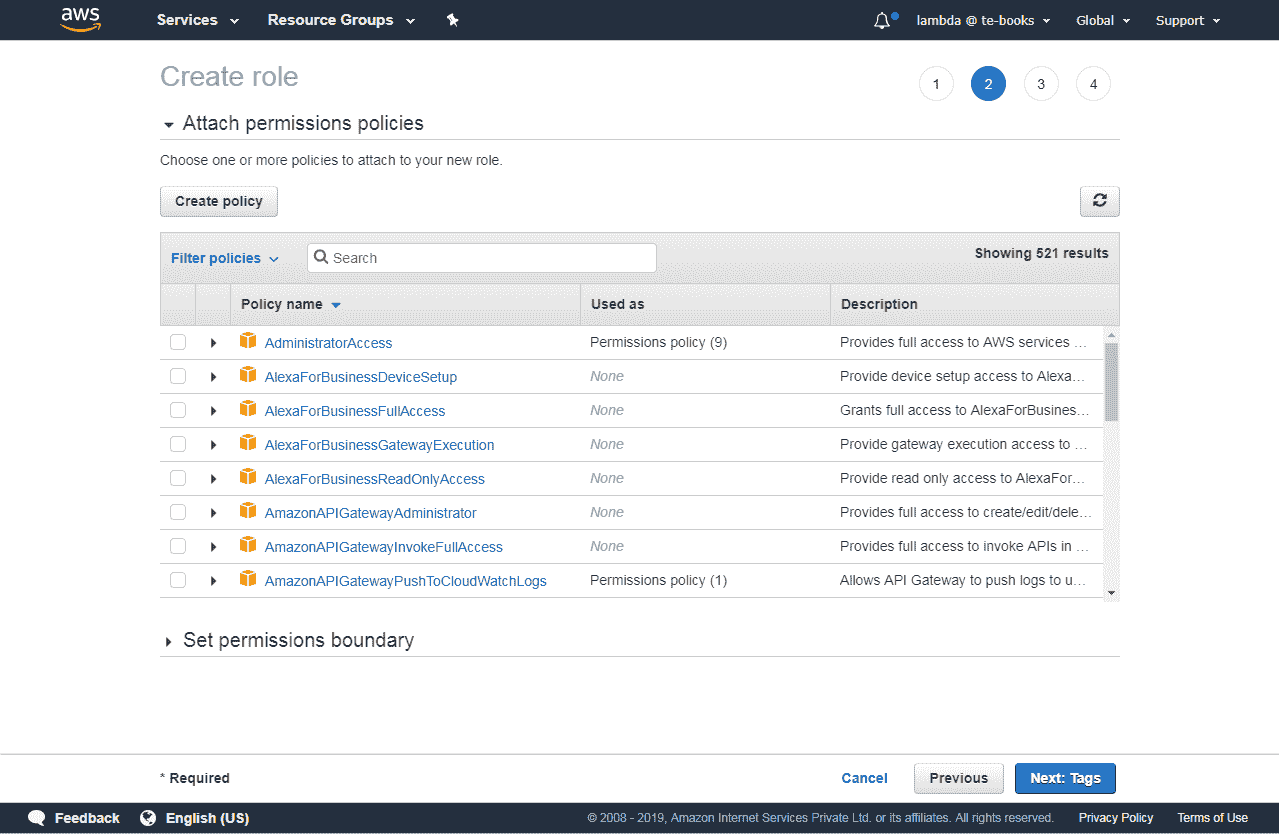 aws Services Resource Groups lambda @ te-books Global Support
Create role
1 2 3 4
Attach permissions policies
Choose one or more policies to attach to your new role.
Create policy
Filter policies Search Showing 521 results
Policy name Used as Description
AdministratorAccess Permissions policy (9) Provides full access to AWS services ...
AlexaForBusinessDeviceSetup None Provide device setup access to Alexa...
AlexaForBusinessFullAccess None Grants full access to AlexaForBusines...
AlexaForBusinessGatewayExecution None Provide gateway execution access to ...
AlexaForBusinessReadOnlyAccess None Provide read only access to AlexaFor...
AmazonAPIGatewayAdministrator None Provides full access to create/edit/dele...
AmazonAPIGatewayInvokeFullAccess None Provides full access to invoke APIs in ...
AmazonAPIGatewayPushToCloudWatchLogs Permissions policy (1) Allows API Gateway to push logs to u...
Set permissions boundary
* Required Cancel Previous Next: Tags
Feedback English (US) © 2008 - 2019, Amazon Internet Services Private Ltd. or its affiliates. All rights reserved. Privacy Policy Terms of Use